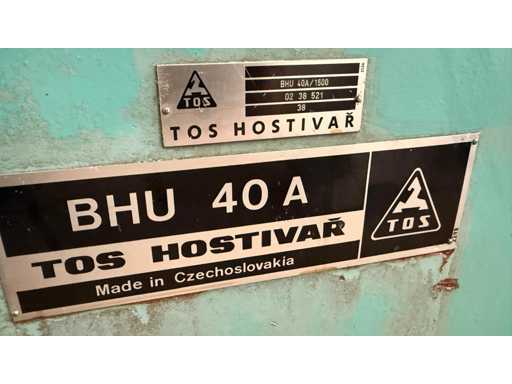 TOS
BHU 40A/1500
02 38 521
38
TOS HOSTIVAŘ
BHU 40 A
TOS HOSTIVAŘ
Made in Czechoslovakia
TOS